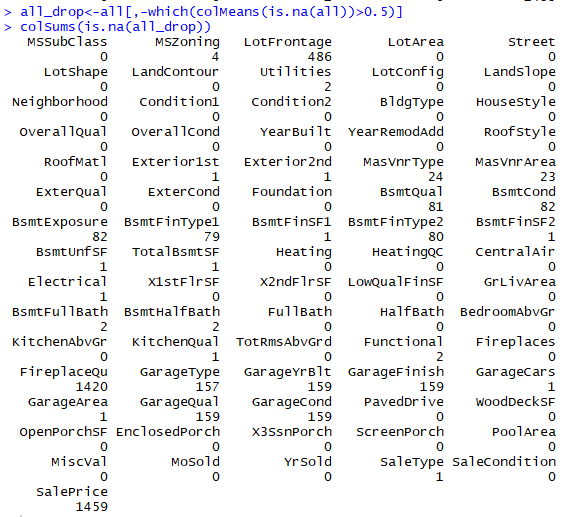 > all_drop<-all[,-which(colMeans(is.na(all))>0.5)]
> colSums(is.na(all_drop))
MSSubClass MSZoning LotFrontage LotArea Street
0 4 486 0 0
LotShape LandContour Utilities LotConfig LandSlope
0 0 2 0 0
Neighborhood Condition1 Condition2 BldgType HouseStyle
0 0 0 0 0
OverallQual OverallCond YearBuilt YearRemodAdd RoofStyle
0 0 0 0 0
RoofMatl Exterior1st Exterior2nd MasVnrType MasVnrArea
0 1 1 24 23
ExterQual ExterCond Foundation BsmtQual BsmtCond
0 0 0 81 82
BsmtExposure BsmtFinType1 BsmtFinSF1 BsmtFinType2 BsmtFinSF2
82 79 1 80 1
BsmtUnfSF TotalBsmtSF Heating HeatingQC CentralAir
1 1 0 0 0
Electrical X1stFlrSF X2ndFlrSF LowQualFinSF GrLivArea
1 0 0 0 0
BsmtFullBath BsmtHalfBath FullBath HalfBath BedroomAbvGr
2 2 0 0 0
KitchenAbvGr KitchenQual TotRmsAbvGrd Functional Fireplaces
0 1 0 2 0
FireplaceQu GarageType GarageYrBlt GarageFinish GarageCars
1420 157 159 159 1
GarageArea GarageQual GarageCond PavedDrive WoodDeckSF
1 159 159 0 0
OpenPorchSF EnclosedPorch X3SsnPorch ScreenPorch PoolArea
0 0 0 0 0
MiscVal MoSold YrSold SaleType SaleCondition
0 0 0 1 0
SalePrice
1459